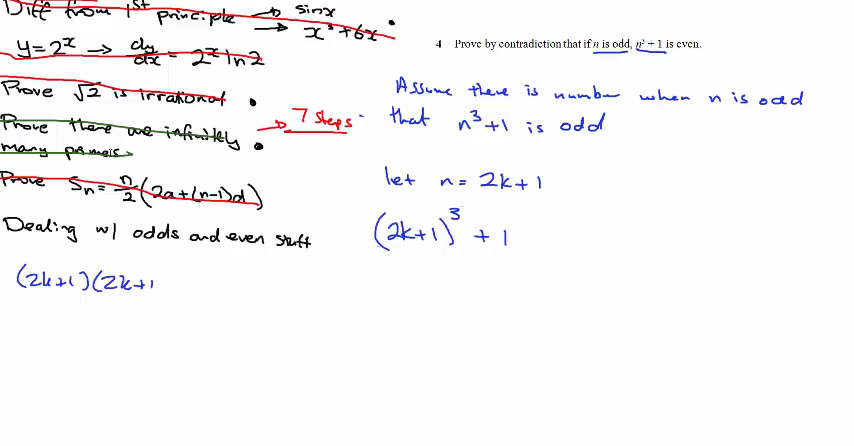 Diff from 1st principle → sinx
→ x³ + 6x
y = 2ˣ → dy/dx = 2ˣ ln2
Prove √2 is irrational
Prove there are infinitely
many primes
→ 7 steps
Prove Sn = n/2 (2a+(n-1)d)
Dealing w/ odds and even stuff
(2k+1)(2k+1
4 Prove by contradiction that if n is odd, n³ + 1 is even.
Assume there is number when n is odd
that n³+1 is odd
let n = 2k+1
(2k+1)³ + 1